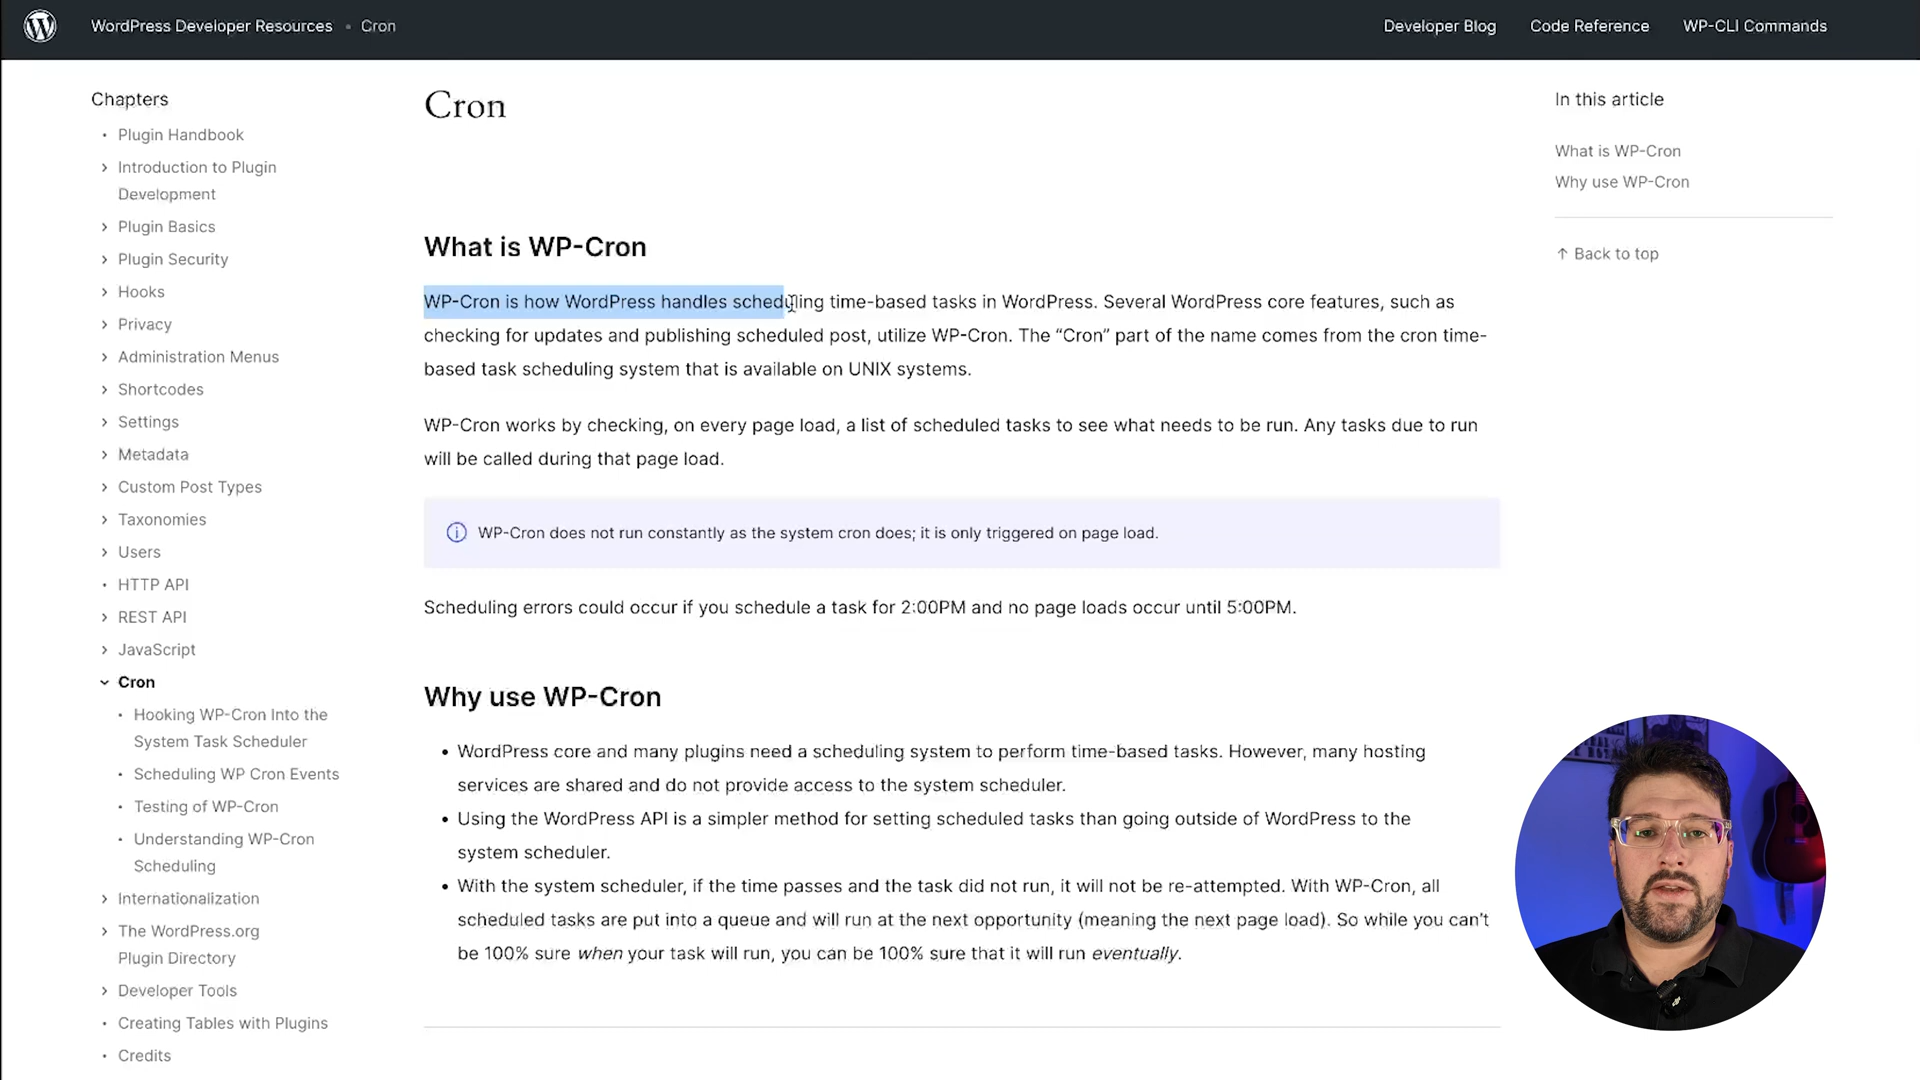 WordPress Developer Resources • Cron
Developer Blog
Code Reference
WP-CLI Commands
Chapters
Plugin Handbook
Introduction to Plugin
Development
Plugin Basics
Plugin Security
Hooks
Privacy
Administration Menus
Shortcodes
Settings
Metadata
Custom Post Types
Taxonomies
Users
HTTP API
REST API
JavaScript
Cron
Hooking WP-Cron Into the
System Task Scheduler
Scheduling WP Cron Events
Testing of WP-Cron
Understanding WP-Cron
Scheduling
Internationalization
The WordPress.org
Plugin Directory
Developer Tools
Creating Tables with Plugins
Credits
Cron
What is WP-Cron
WP-Cron is how WordPress handles scheduling time-based tasks in WordPress. Several WordPress core features, such as
checking for updates and publishing scheduled post, utilize WP-Cron. The “Cron” part of the name comes from the cron time-
based task scheduling system that is available on UNIX systems.
WP-Cron works by checking, on every page load, a list of scheduled tasks to see what needs to be run. Any tasks due to run
will be called during that page load.
WP-Cron does not run constantly as the system cron does; it is only triggered on page load.
Scheduling errors could occur if you schedule a task for 2:00PM and no page loads occur until 5:00PM.
Why use WP-Cron
• WordPress core and many plugins need a scheduling system to perform time-based tasks. However, many hosting
services are shared and do not provide access to the system scheduler.
• Using the WordPress API is a simpler method for setting scheduled tasks than going outside of WordPress to the
system scheduler.
• With the system scheduler, if the time passes and the task did not run, it will not be re-attempted. With WP-Cron, all
scheduled tasks are put into a queue and will run at the next opportunity (meaning the next page load). So while you can’t
be 100% sure when your task will run, you can be 100% sure that it will run eventually.
In this article
What is WP-Cron
Why use WP-Cron
↑ Back to top